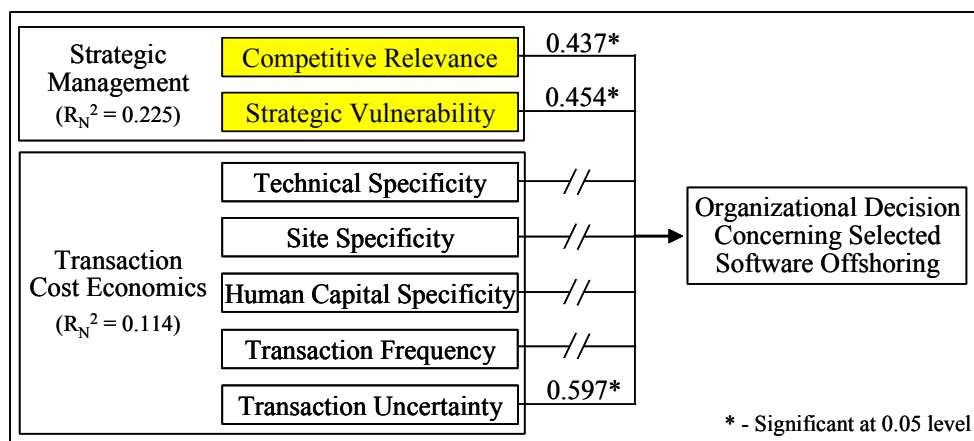 Strategic
Management
(R_N² = 0.225)
Competitive Relevance
0.437*
Strategic Vulnerability
0.454*
Transaction
Cost Economics
(R_N² = 0.114)
Technical Specificity
Site Specificity
Human Capital Specificity
Transaction Frequency
Transaction Uncertainty
0.597*
Organizational Decision
Concerning Selected
Software Offshoring
* - Significant at 0.05 level